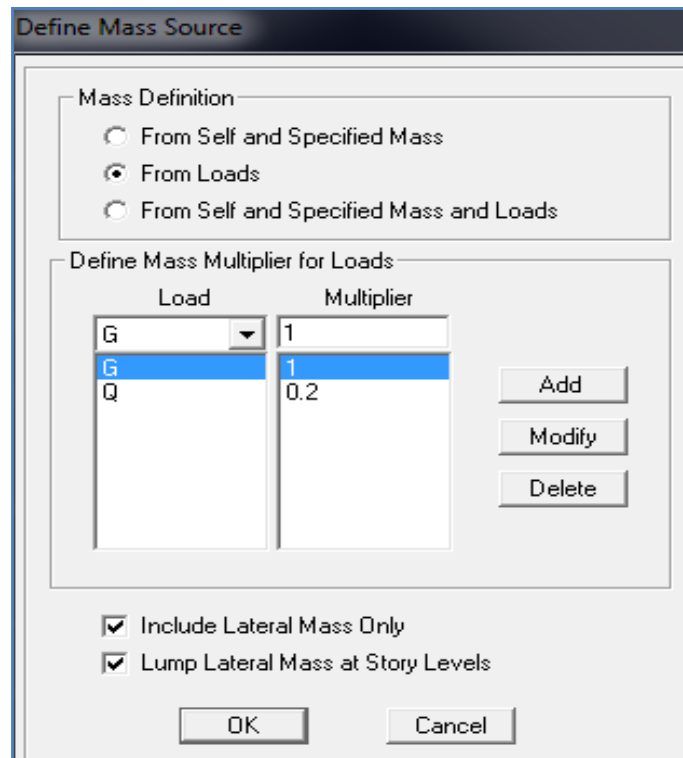 Define Mass Source
Mass Definition
From Self and Specified Mass
From Loads
From Self and Specified Mass and Loads
Define Mass Multiplier for Loads
Load Multiplier
G 1
G 1
Q 0.2
Add
Modify
Delete
Include Lateral Mass Only
Lump Lateral Mass at Story Levels
OK Cancel